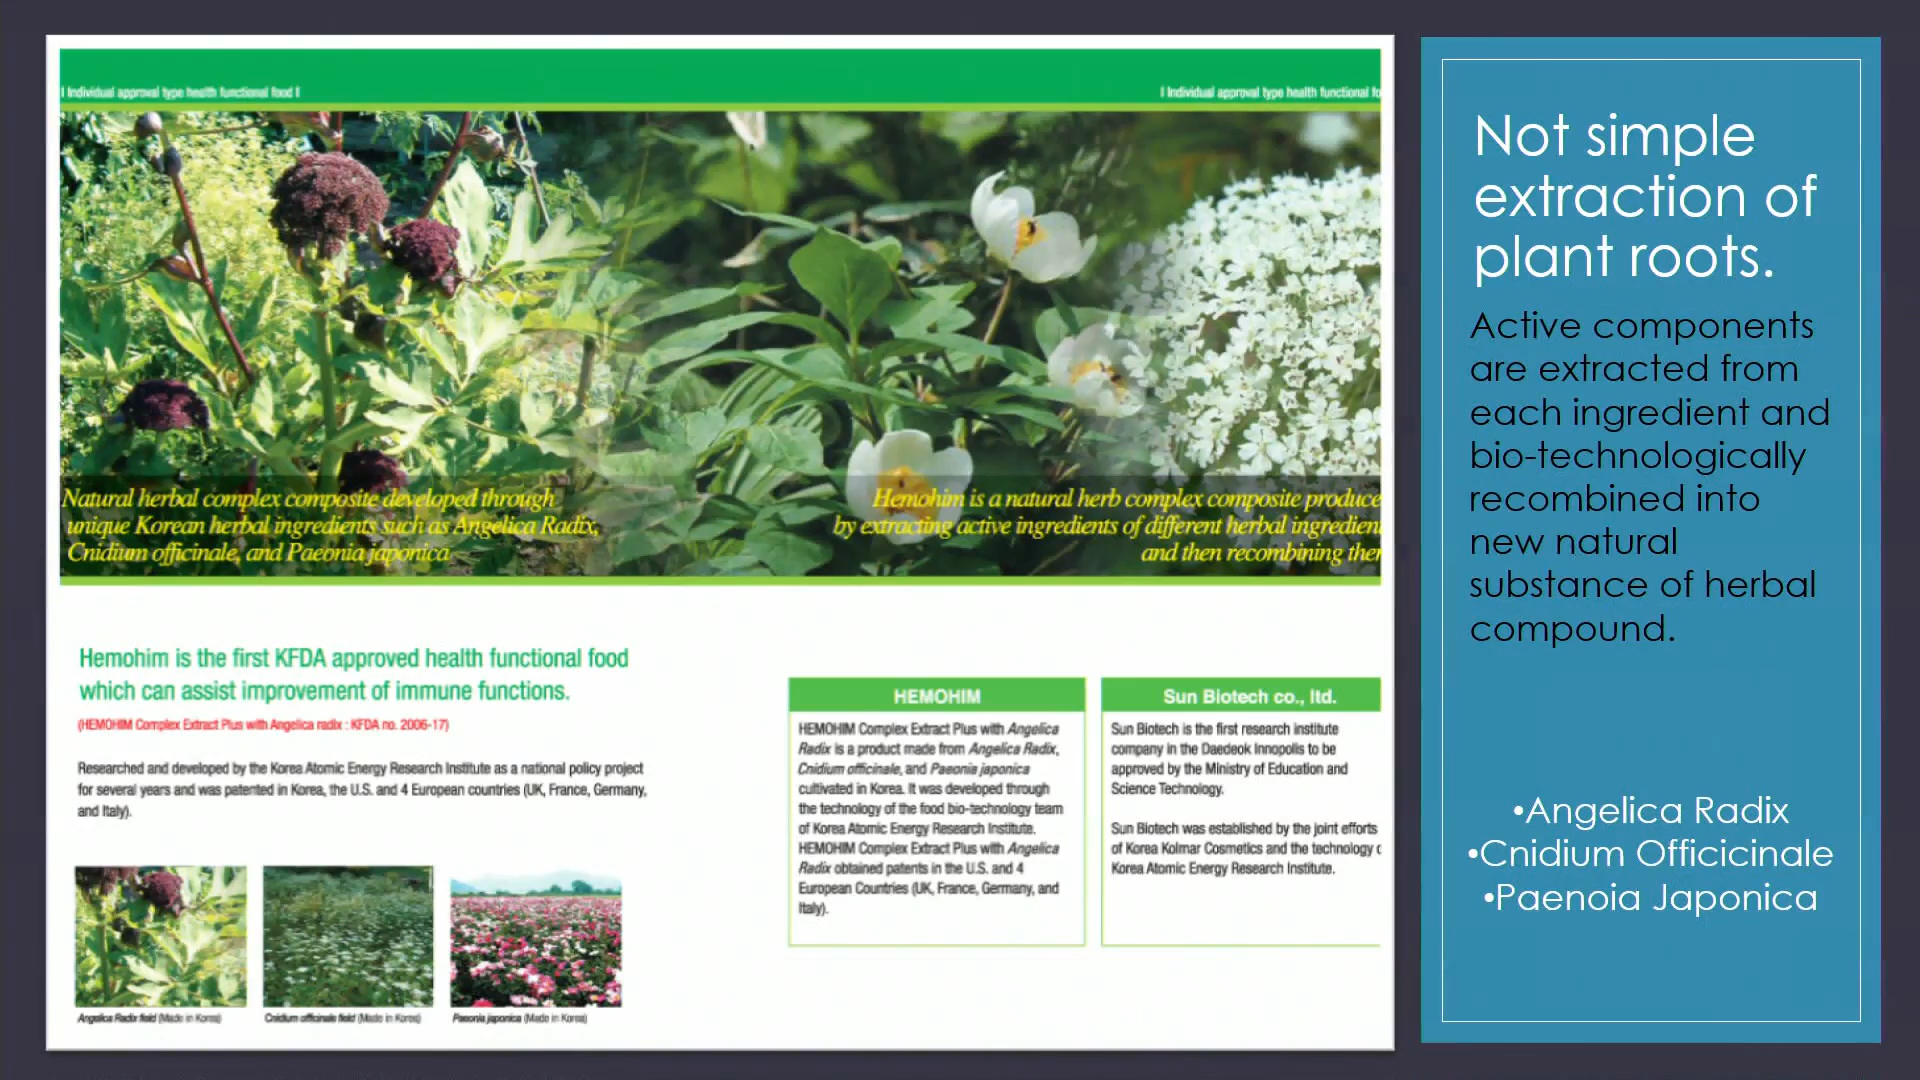 I Individual approval type health functional food I
I Individual approval type health functional fo
Natural herbal complex composite developed through
unique Korean herbal ingredients such as Angelica Radix,
Cnidium officinale, and Paeonia japonica
Hemohim is a natural herb complex composite produce
by extracting active ingredients of different herbal ingredient
and then recombining ther
Hemohim is the first KFDA approved health functional food
which can assist improvement of immune functions.
(HEMOHIM Complex Extract Plus with Angelica radix : KFDA no. 2006-17)
Researched and developed by the Korea Atomic Energy Research Institute as a national policy project
for several years and was patented in Korea, the U.S. and 4 European countries (UK, France, Germany,
and Italy).
Angelica Radix field (Made in Korea)
Cnidium officinale field (Made in Korea)
Paeonia japonica (Made in Korea)
HEMOHIM
HEMOHIM Complex Extract Plus with Angelica
Radix is a product made from Angelica Radix,
Cnidium officinale, and Paeonia japonica
cultivated in Korea. It was developed through
the technology of the food bio-technology team
of Korea Atomic Energy Research Institute.
HEMOHIM Complex Extract Plus with Angelica
Radix obtained patents in the U.S. and 4
European Countries (UK, France, Germany, and
Italy).
Sun Biotech co., ltd.
Sun Biotech is the first research institute
company in the Daedeok Innopolis to be
approved by the Ministry of Education and
Science Technology.
Sun Biotech was established by the joint efforts
of Korea Kolmar Cosmetics and the technology o
Korea Atomic Energy Research Institute.
Not simple
extraction of
plant roots.
Active components
are extracted from
each ingredient and
bio-technologically
recombined into
new natural
substance of herbal
compound.
•Angelica Radix
•Cnidium Officicinale
•Paenoia Japonica